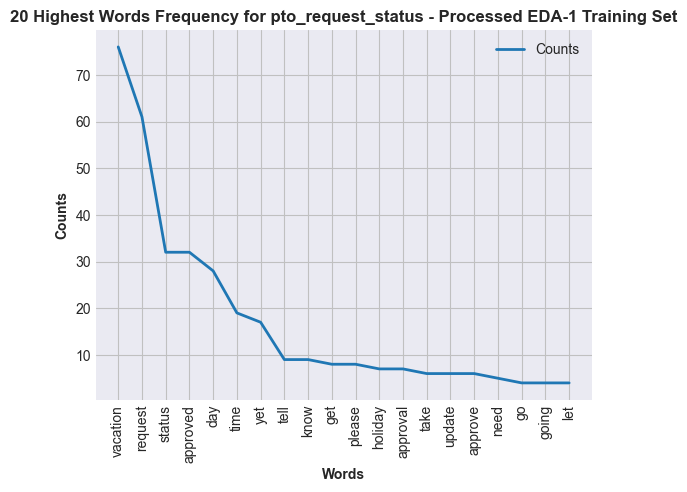 20 Highest Words Frequency for pto_request_status - Processed EDA-1 Training Set
Counts
70
60
50
40
30
20
10
Counts
vacation
request
status
approved
day
time
yet
tell
know
get
please
holiday
approval
take
update
approve
need
go
going
let
Words